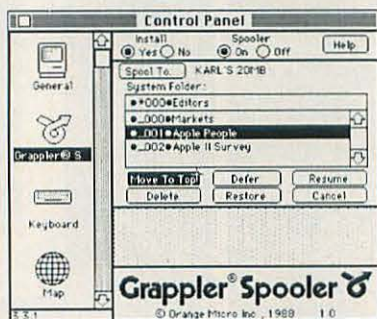 Control Panel
Install
Yes No
Spooler
On Off
Help
Spool To...
KARL'S 20MB
System Folder:
●*000●Editors
●_000●Markets
●_001●Apple People
●_002●Apple II Survey
Move To Top
Defer
Resume
Delete
Restore
Cancel
General
Grappler® S
Keyboard
Map
3.3.1
Grappler® Spooler
© Orange Micro Inc., 1988 1.0